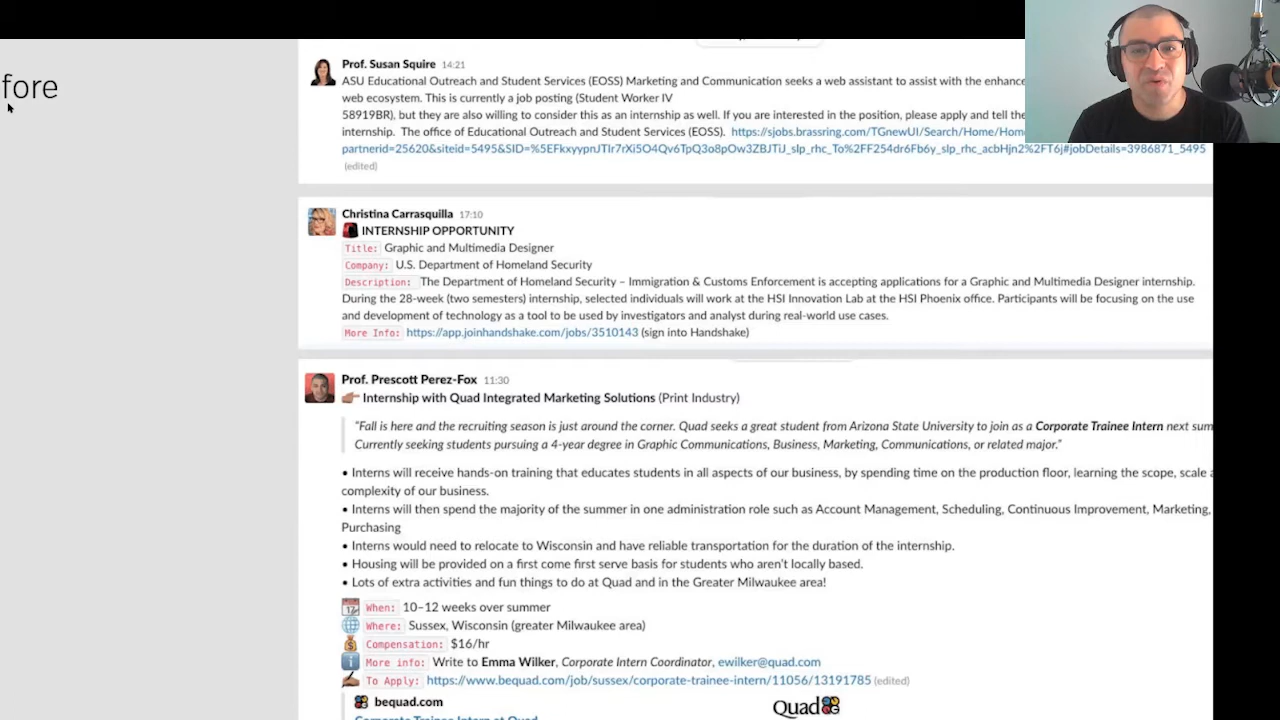 fore
Prof. Susan Squire 14:21
ASU Educational Outreach and Student Services (EOSS) Marketing and Communication seeks a web assistant to assist with the enhance
web ecosystem. This is currently a job posting (Student Worker IV
58919BR), but they are also willing to consider this as an internship as well. If you are interested in the position, please apply and tell the
internship. The office of Educational Outreach and Student Services (EOSS). https://sjobs.brassring.com/TGnewUI/Search/Home/Hom
(edited)
Christina Carrasquilla 17:10
INTERNSHIP OPPORTUNITY
Title: Graphic and Multimedia Designer
Company: U.S. Department of Homeland Security
Description: The Department of Homeland Security – Immigration & Customs Enforcement is accepting applications for a Graphic and Multimedia Designer internship.
During the 28-week (two semesters) internship, selected individuals will work at the HSI Innovation Lab at the HSI Phoenix office. Participants will be focusing on the use
and development of technology as a tool to be used by investigators and analyst during real-world use cases.
More Info: https://app.joinhandshake.com/jobs/3510143 (sign into Handshake)
Prof. Prescott Perez-Fox 11:30
Internship with Quad Integrated Marketing Solutions (Print Industry)
"Fall is here and the recruiting season is just around the corner. Quad seeks a great student from Arizona State University to join as a Corporate Trainee Intern next sum
Currently seeking students pursuing a 4-year degree in Graphic Communications, Business, Marketing, Communications, or related major."
• Interns will receive hands-on training that educates students in all aspects of our business, by spending time on the production floor, learning the scope, scale a
complexity of our business.
• Interns will then spend the majority of the summer in one administration role such as Account Management, Scheduling, Continuous Improvement, Marketing,
Purchasing
• Interns would need to relocate to Wisconsin and have reliable transportation for the duration of the internship.
• Housing will be provided on a first come first serve basis for students who aren't locally based.
• Lots of extra activities and fun things to do at Quad and in the Greater Milwaukee area!
When: 10–12 weeks over summer
Where: Sussex, Wisconsin (greater Milwaukee area)
Compensation: $16/hr
More info: Write to Emma Wilker, Corporate Intern Coordinator, ewilker@quad.com
To Apply: https://www.bequad.com/job/sussex/corporate-trainee-intern/11056/13191785 (edited)
bequad.com
Corporate Trainee Intern at Quad
Quad